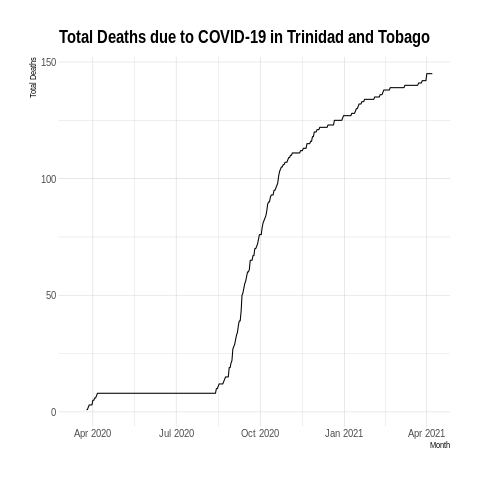 Total Deaths due to COVID-19 in Trinidad and Tobago
Total Deaths
150
100
50
0
Apr 2020 Jul 2020 Oct 2020 Jan 2021 Apr 2021
Month